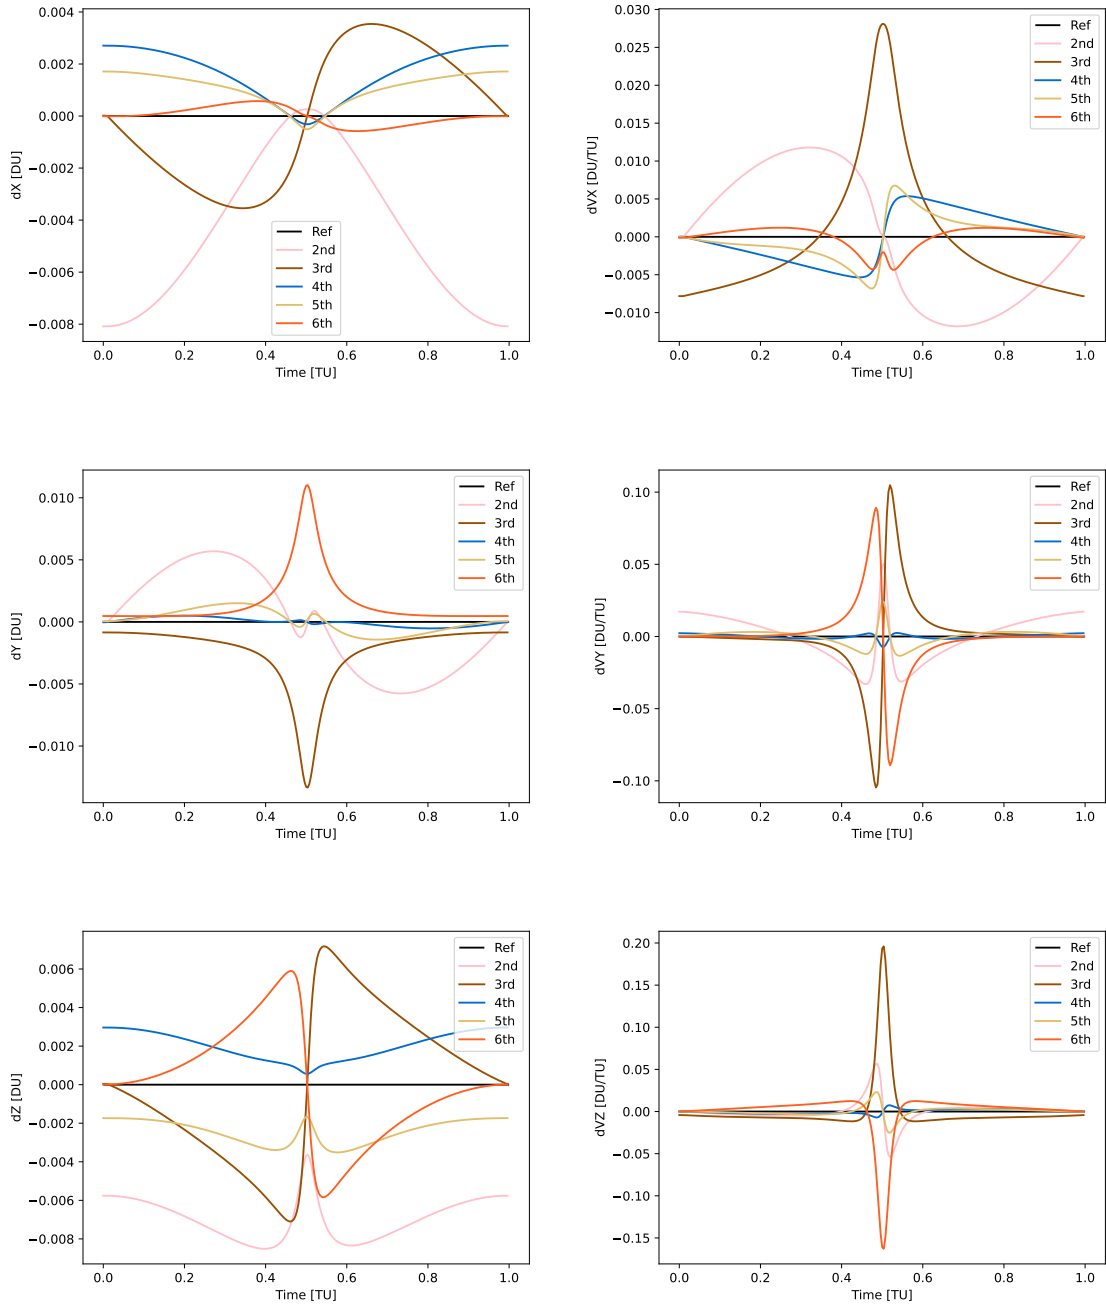 0.004
0.002
0.000
−0.002
−0.004
−0.006
−0.008
dX [DU]
Ref
2nd
3rd
4th
5th
6th
0.0 0.2 0.4 0.6 0.8 1.0
Time [TU]
0.030
0.025
0.020
0.015
0.010
0.005
0.000
−0.005
−0.010
dVX [DU/TU]
Ref
2nd
3rd
4th
5th
6th
0.0 0.2 0.4 0.6 0.8 1.0
Time [TU]
0.010
0.005
0.000
−0.005
−0.010
dY [DU]
Ref
2nd
3rd
4th
5th
6th
0.0 0.2 0.4 0.6 0.8 1.0
Time [TU]
0.10
0.05
0.00
−0.05
−0.10
dVY [DU/TU]
Ref
2nd
3rd
4th
5th
6th
0.0 0.2 0.4 0.6 0.8 1.0
Time [TU]
0.006
0.004
0.002
0.000
−0.002
−0.004
−0.006
−0.008
dZ [DU]
Ref
2nd
3rd
4th
5th
6th
0.0 0.2 0.4 0.6 0.8 1.0
Time [TU]
0.20
0.15
0.10
0.05
0.00
−0.05
−0.10
−0.15
dVZ [DU/TU]
Ref
2nd
3rd
4th
5th
6th
0.0 0.2 0.4 0.6 0.8 1.0
Time [TU]